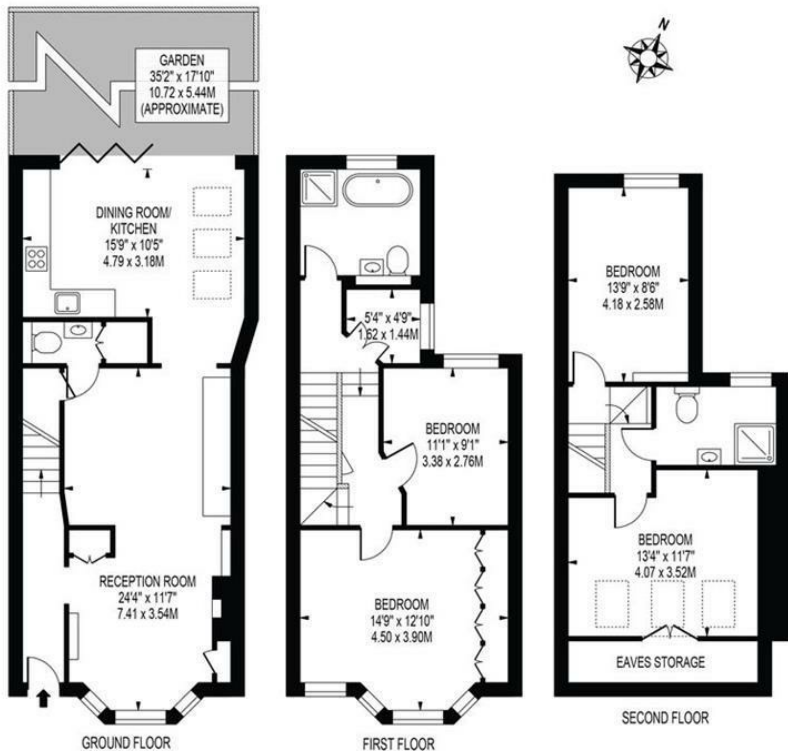 N
GARDEN
35'2" x 17'10"
10.72 x 5.44M
(APPROXIMATE)
DINING ROOM/
KITCHEN
15'9" x 10'5"
4.79 x 3.18M
RECEPTION ROOM
24'4" x 11'7"
7.41 x 3.54M
GROUND FLOOR
5'4" x 4'9"
1.62 x 1.44M
BEDROOM
11'1" x 9'1"
3.38 x 2.76M
BEDROOM
14'9" x 12'10"
4.50 x 3.90M
FIRST FLOOR
BEDROOM
13'9" x 8'6"
4.18 x 2.58M
BEDROOM
13'4" x 11'7"
4.07 x 3.52M
EAVES STORAGE
SECOND FLOOR